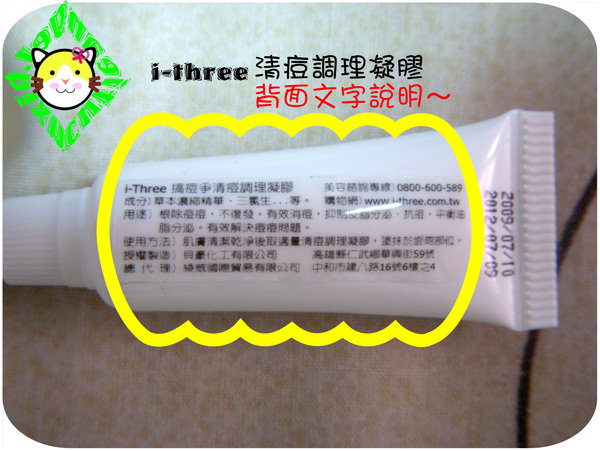 i-three 清痘調理凝膠
背面文字說明～
i-Three 搞痘爭清痘調理凝膠 美容諮詢專線 0800-600-589
成分) 草本濃縮精華，三氯生...等。 購物網) www.i-three.com.tw
用途) 根除痘痘，不復發。有效消痘，抑制皮脂分泌，抗痘，平衡油
脂分泌。有效解決痘痘問題。
使用方法) 肌膚清潔乾淨後取適量清痘調理凝膠，塗抹於面皰部位。
授權製造) 貝豪化工有限公司 高雄縣仁武鄉華興街59號
總 代 理) 綾威國際貿易有限公司 中和市建八路16號6樓之4
2009/07/10
2012/07/09